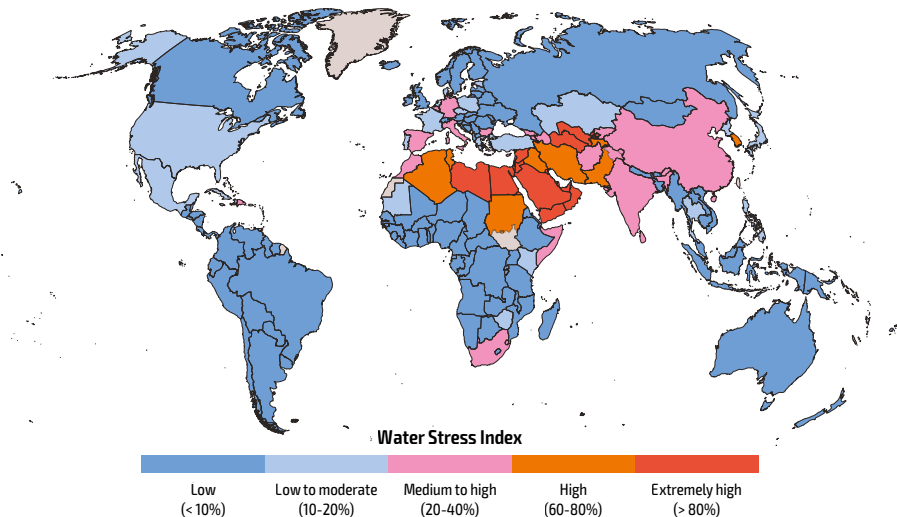 Water Stress Index
Low
(< 10%)
Low to moderate
(10-20%)
Medium to high
(20-40%)
High
(60-80%)
Extremely high
(> 80%)